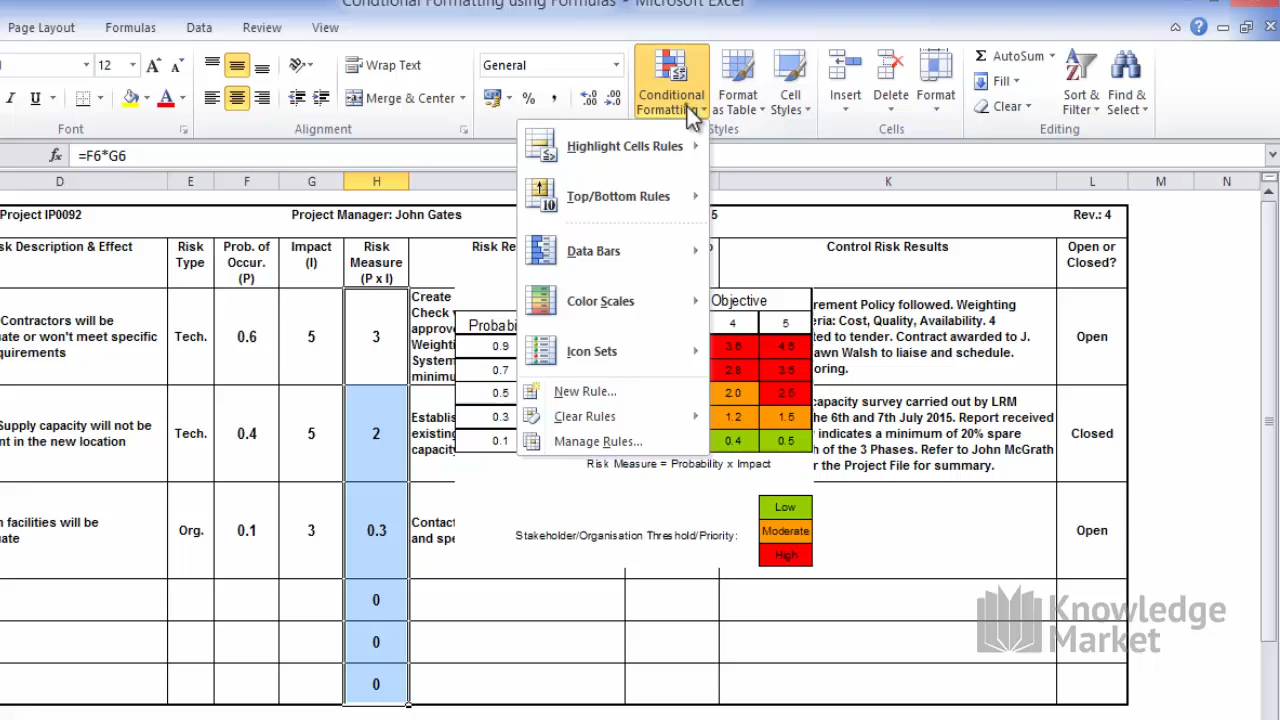 Condtional Formatting using Formulas - Microsoft Excel
Page Layout Formulas Data Review View
12 Wrap Text General Conditional Formatting Format as Table Cell Styles Insert Delete Format AutoSum Fill Clear Sort & Filter Find & Select
I U Merge & Center % ,
Font Alignment Styles Cells Editing
fx =F6*G6
D E F G H K L M N
Project IP0092 Project Manager: John Gates 5 Rev.: 4
sk Description & Effect
Risk Type
Prob. of Occur. (P)
Impact (I)
Risk Measure (P x I)
Risk Re
Control Risk Results
Open or Closed?
Contractors will be
ate or won't meet specific
quirements
Tech. 0.6 5 3
Create
Check
approve
Weighti
System
minimu
rement Policy followed. Weighting
eria: Cost, Quality, Availability. 4
ted to tender. Contract awarded to J.
awn Walsh to liaise and schedule.
oring.
Open
Supply capacity will not be
nt in the new location
Tech. 0.4 5 2
Establis
existing
capacity
capacity survey carried out by LRM
the 6th and 7th July 2015. Report received
indicates a minimum of 20% spare
h of the 3 Phases. Refer to John McGrath
r the Project File for summary.
Closed
facilities will be
uate
Org. 0.1 3 0.3
Contact
and spe
Open
0
0
0
Highlight Cells Rules
Top/Bottom Rules
Data Bars
Color Scales
Icon Sets
New Rule...
Clear Rules
Manage Rules...
Objective
Probabi 4 5
0.9 3.6 4.5
0.7 2.8 3.5
0.5 2.0 2.5
0.3 1.2 1.5
0.1 0.4 0.5
Risk Measure = Probability x Impact
Low
Stakeholder/Organisation Threshold/Priority: Moderate
High
Knowledge
Market